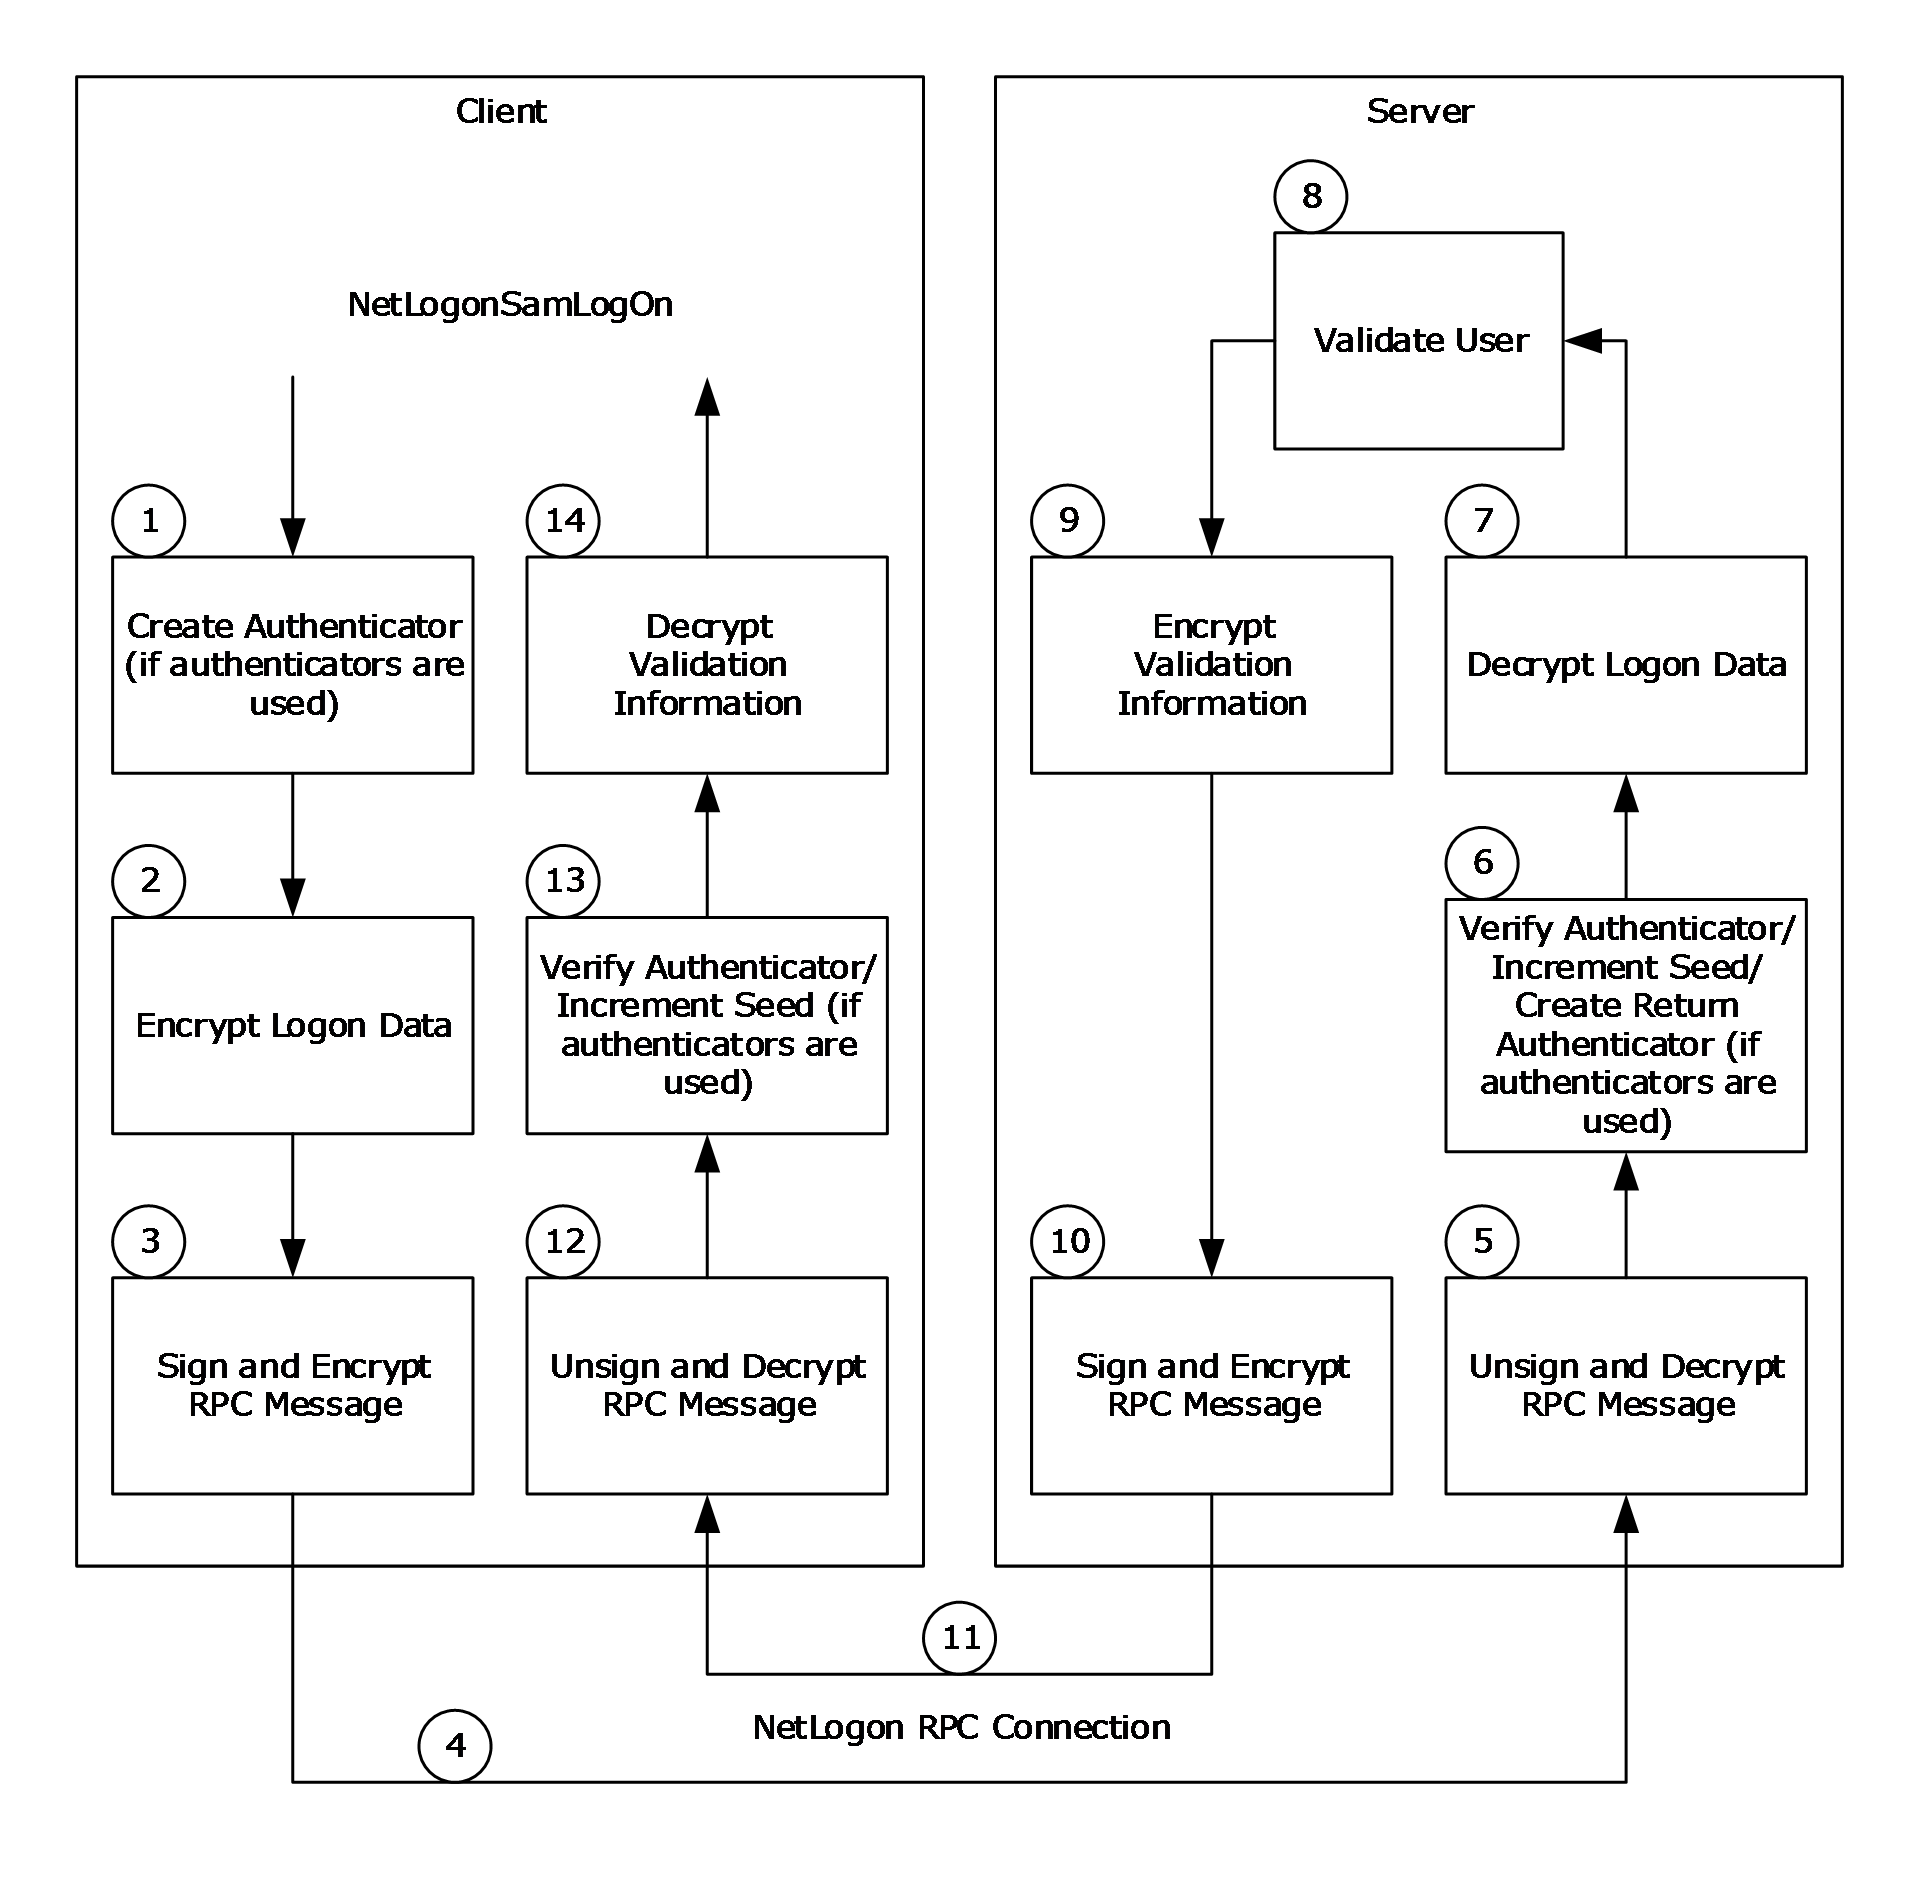 Client
NetLogonSamLogOn
1
Create Authenticator
(if authenticators are
used)
2
Encrypt Logon Data
3
Sign and Encrypt
RPC Message
14
Decrypt
Validation
Information
13
Verify Authenticator/
Increment Seed (if
authenticators are
used)
12
Unsign and Decrypt
RPC Message
Server
8
Validate User
9
Encrypt
Validation
Information
10
Sign and Encrypt
RPC Message
7
Decrypt Logon Data
6
Verify Authenticator/
Increment Seed/
Create Return
Authenticator (if
authenticators are
used)
5
Unsign and Decrypt
RPC Message
11
NetLogon RPC Connection
4